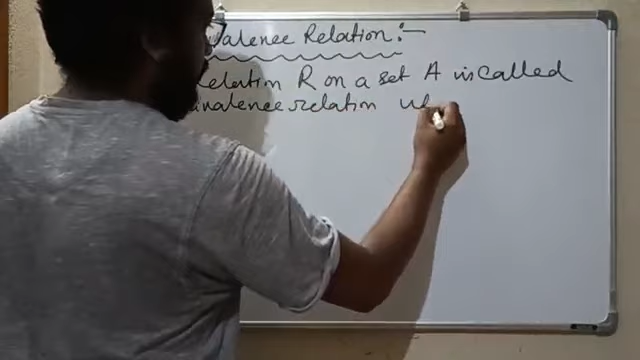 valence Relation :-
Relation R on a set A is called
valence relation